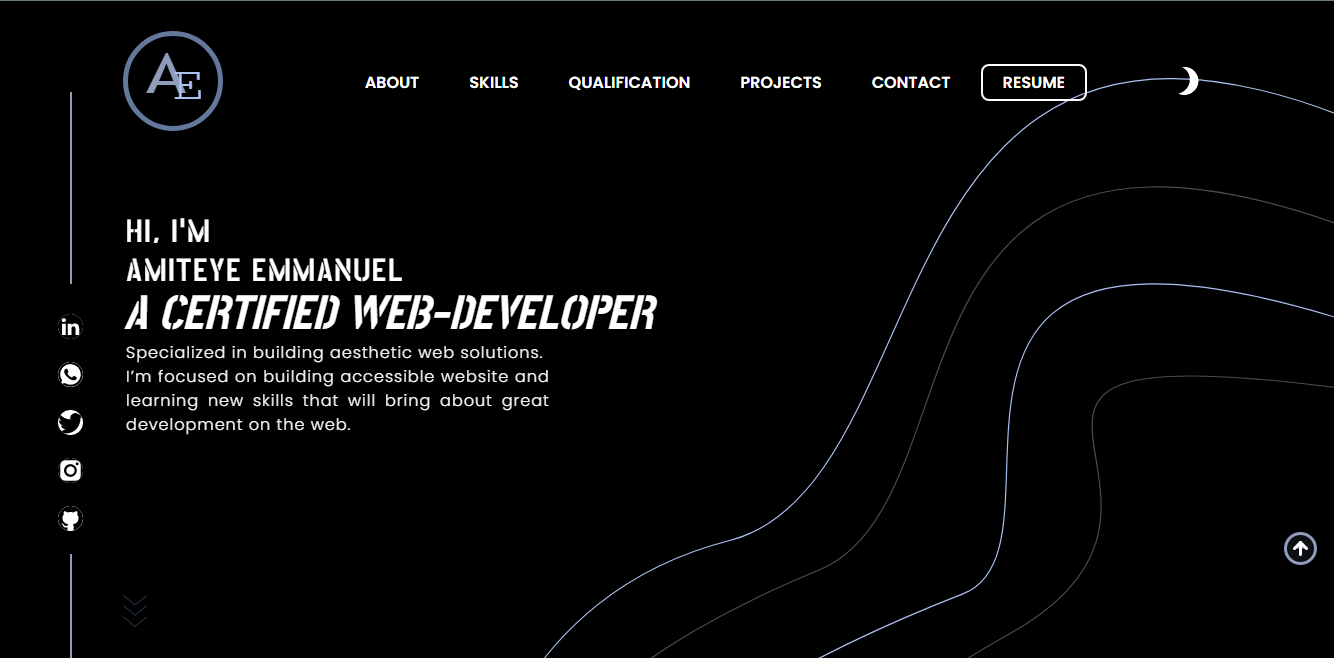 AE
ABOUT SKILLS QUALIFICATION PROJECTS CONTACT RESUME
HI, I'M
AMITEYE EMMANUEL
A CERTIFIED WEB-DEVELOPER
Specialized in building aesthetic web solutions.
I’m focused on building accessible website and
learning new skills that will bring about great
development on the web.
in